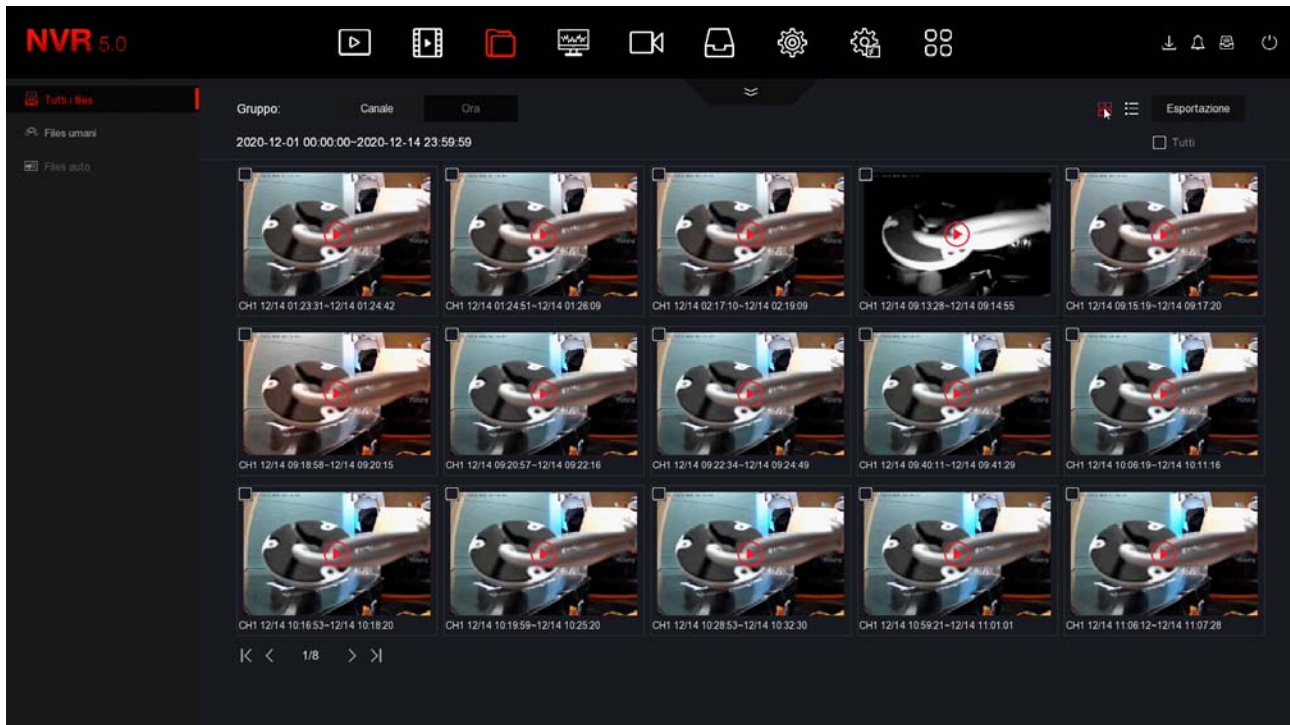 NVR 5.0
Tutti i files
Files umani
Files auto
Gruppo:
Canale
Ora
Esportazione
2020-12-01 00:00:00~2020-12-14 23:59:59
Tutti
CH1 12/14 01:23:31~12/14 01:24:42
CH1 12/14 01:24:51~12/14 01:26:09
CH1 12/14 02:17:10~12/14 02:19:09
CH1 12/14 09:13:28~12/14 09:14:55
CH1 12/14 09:15:19~12/14 09:17:20
CH1 12/14 09:18:58~12/14 09:20:15
CH1 12/14 09:20:57~12/14 09:22:16
CH1 12/14 09:22:34~12/14 09:24:49
CH1 12/14 09:40:11~12/14 09:41:29
CH1 12/14 10:06:19~12/14 10:11:16
CH1 12/14 10:16:53~12/14 10:18:20
CH1 12/14 10:19:59~12/14 10:25:20
CH1 12/14 10:28:53~12/14 10:32:30
CH1 12/14 10:59:21~12/14 11:01:01
CH1 12/14 11:06:12~12/14 11:07:28
1/8